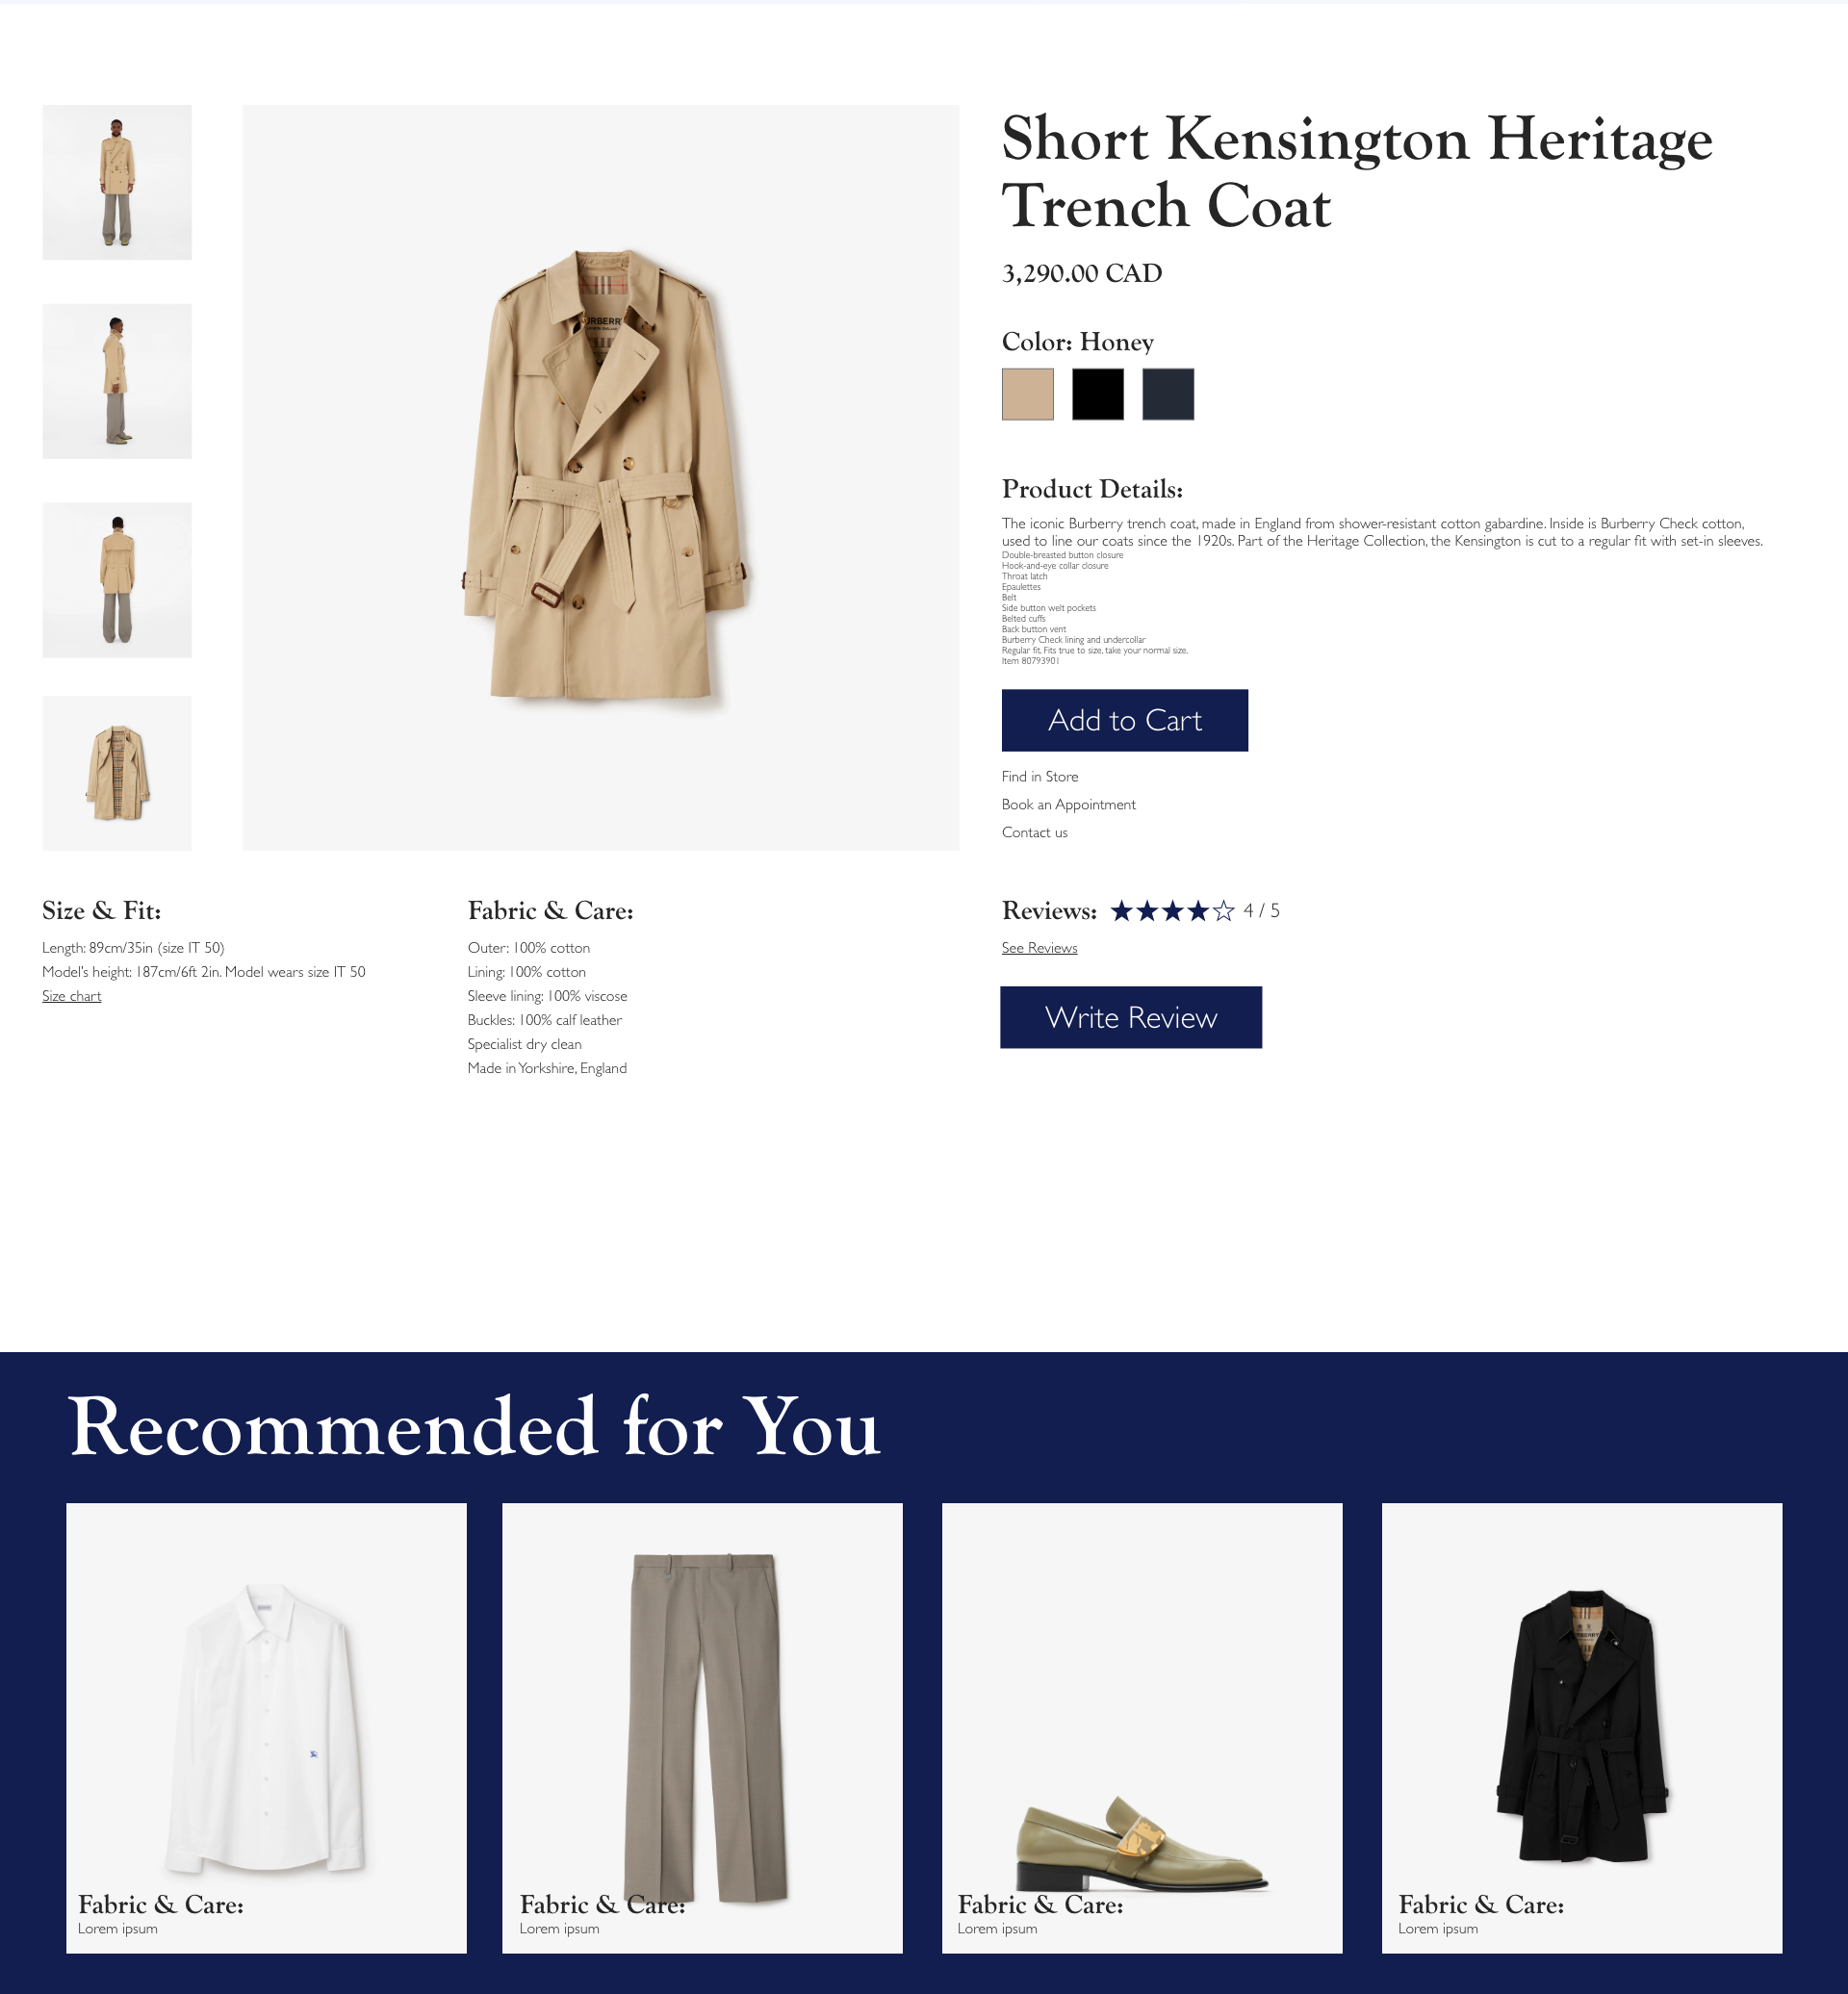 Short Kensington Heritage
Trench Coat
3,290.00 CAD
Color: Honey
Product Details:
The iconic Burberry trench coat, made in England from shower-resistant cotton gabardine. Inside is Burberry Check cotton,
used to line our coats since the 1920s. Part of the Heritage Collection, the Kensington is cut to a regular fit with set-in sleeves.
Double-breasted button closure
Hook-and-eye collar closure
Throat latch
Epaulettes
Belt
Side button welt pockets
Belted cuffs
Back button vent
Burberry Check lining and undercollar
Regular fit. Fits true to size, take your normal size.
Item 80793901
Add to Cart
Find in Store
Book an Appointment
Contact us
Size & Fit:
Length: 89cm/35in (size IT 50)
Model's height: 187cm/6ft 2in. Model wears size IT 50
Size chart
Fabric & Care:
Outer: 100% cotton
Lining: 100% cotton
Sleeve lining: 100% viscose
Buckles: 100% calf leather
Specialist dry clean
Made in Yorkshire, England
Reviews: ★★★★☆ 4 / 5
See Reviews
Write Review
Recommended for You
Fabric & Care:
Lorem ipsum
Fabric & Care:
Lorem ipsum
Fabric & Care:
Lorem ipsum
Fabric & Care:
Lorem ipsum